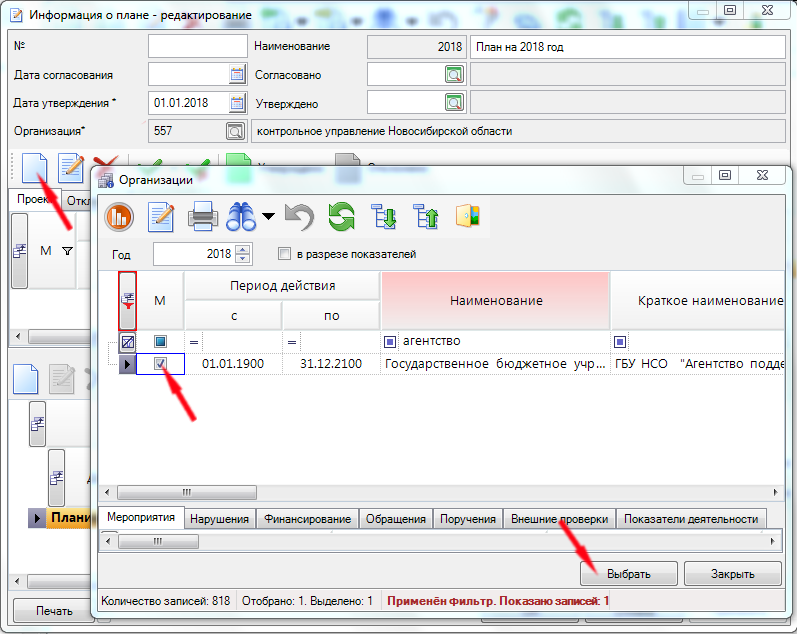 Информация о плане - редактирование
№ Наименование 2018 План на 2018 год
Дата согласования Согласовано
Дата утверждения * 01.01.2018 Утверждено
Организация* 557 контрольное управление Новосибирской области
Организации
Проек Откл
Год 2018 в разрезе показателей
М
М Период действия Наименование Краткое наименование
с по
= = агентство
01.01.1900 31.12.2100 Государственное бюджетное учр... ГБУ НСО "Агентство подде
Плани
Мероприятия Нарушения Финансирование Обращения Поручения Внешние проверки Показатели деятельности
Выбрать Закрыть
Печать
Количество записей: 818 Отобрано: 1. Выделено: 1 Применён фильтр. Показано записей: 1